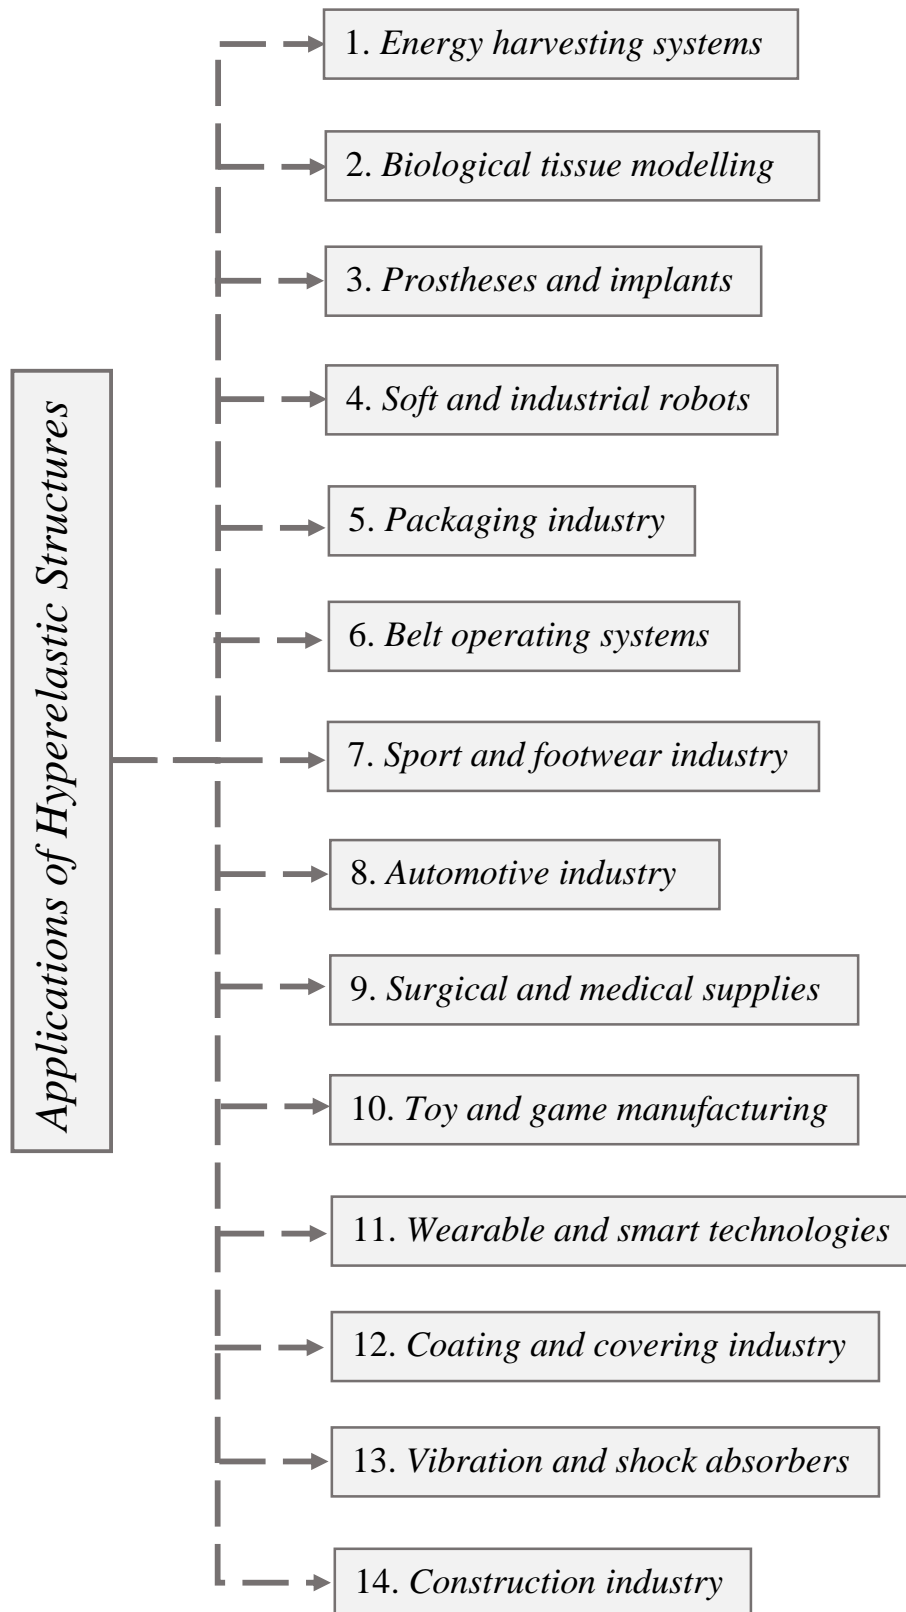 Applications of Hyperelastic Structures
1. Energy harvesting systems
2. Biological tissue modelling
3. Prostheses and implants
4. Soft and industrial robots
5. Packaging industry
6. Belt operating systems
7. Sport and footwear industry
8. Automotive industry
9. Surgical and medical supplies
10. Toy and game manufacturing
11. Wearable and smart technologies
12. Coating and covering industry
13. Vibration and shock absorbers
14. Construction industry